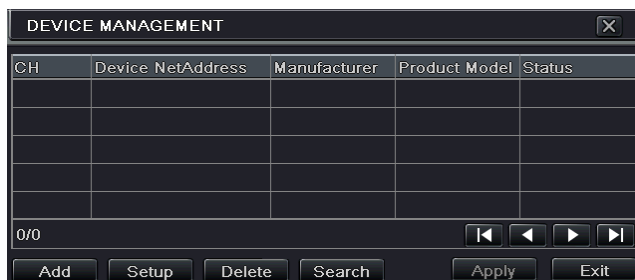 DEVICE MANAGEMENT
CH Device NetAddress Manufacturer Product Model Status
0/0
Add Setup Delete Search Apply Exit